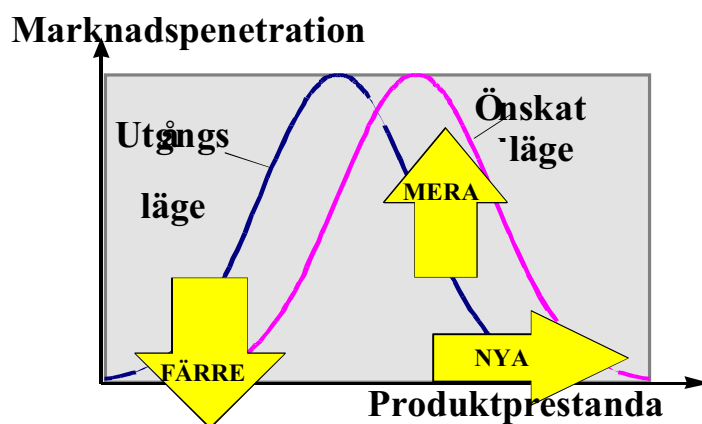 Marknadspenetration
Utgångs
läge
Önskat
-läge
MERA
FÄRRE
NYA
Produktprestanda